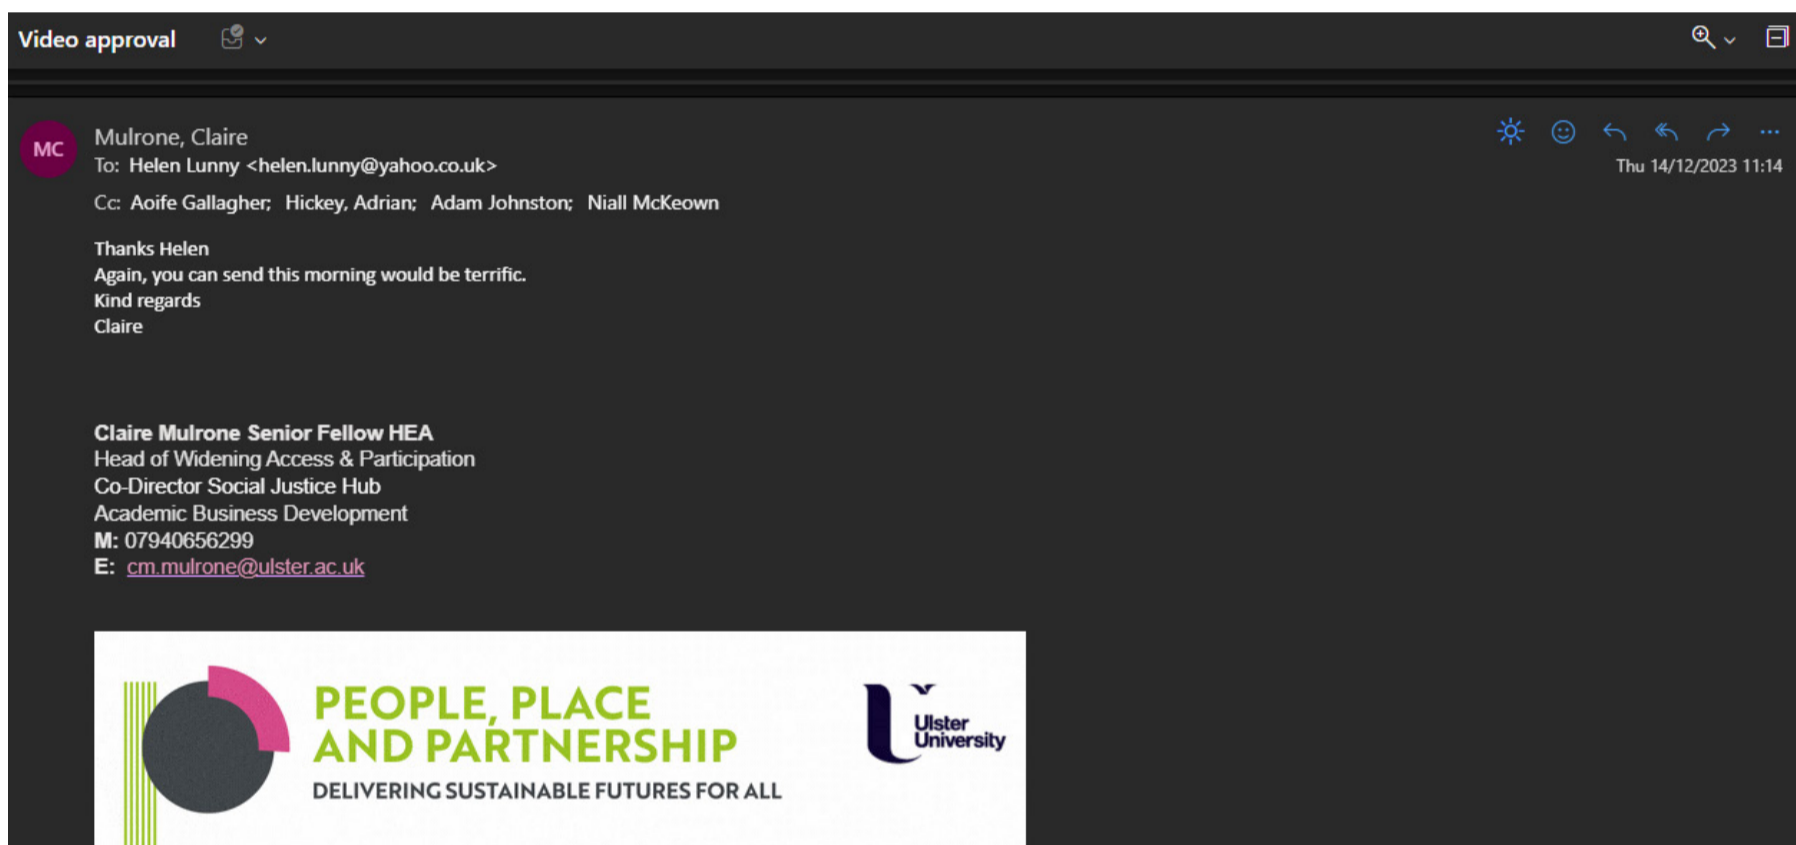 Video approval
MC
Mulrone, Claire
To: Helen Lunny <helen.lunny@yahoo.co.uk>
Thu 14/12/2023 11:14
Cc: Aoife Gallagher; Hickey, Adrian; Adam Johnston; Niall McKeown
Thanks Helen
Again, you can send this morning would be terrific.
Kind regards
Claire
Claire Mulrone Senior Fellow HEA
Head of Widening Access & Participation
Co-Director Social Justice Hub
Academic Business Development
M: 07940656299
E: cm.mulrone@ulster.ac.uk
PEOPLE, PLACE
AND PARTNERSHIP
DELIVERING SUSTAINABLE FUTURES FOR ALL
Ulster
University